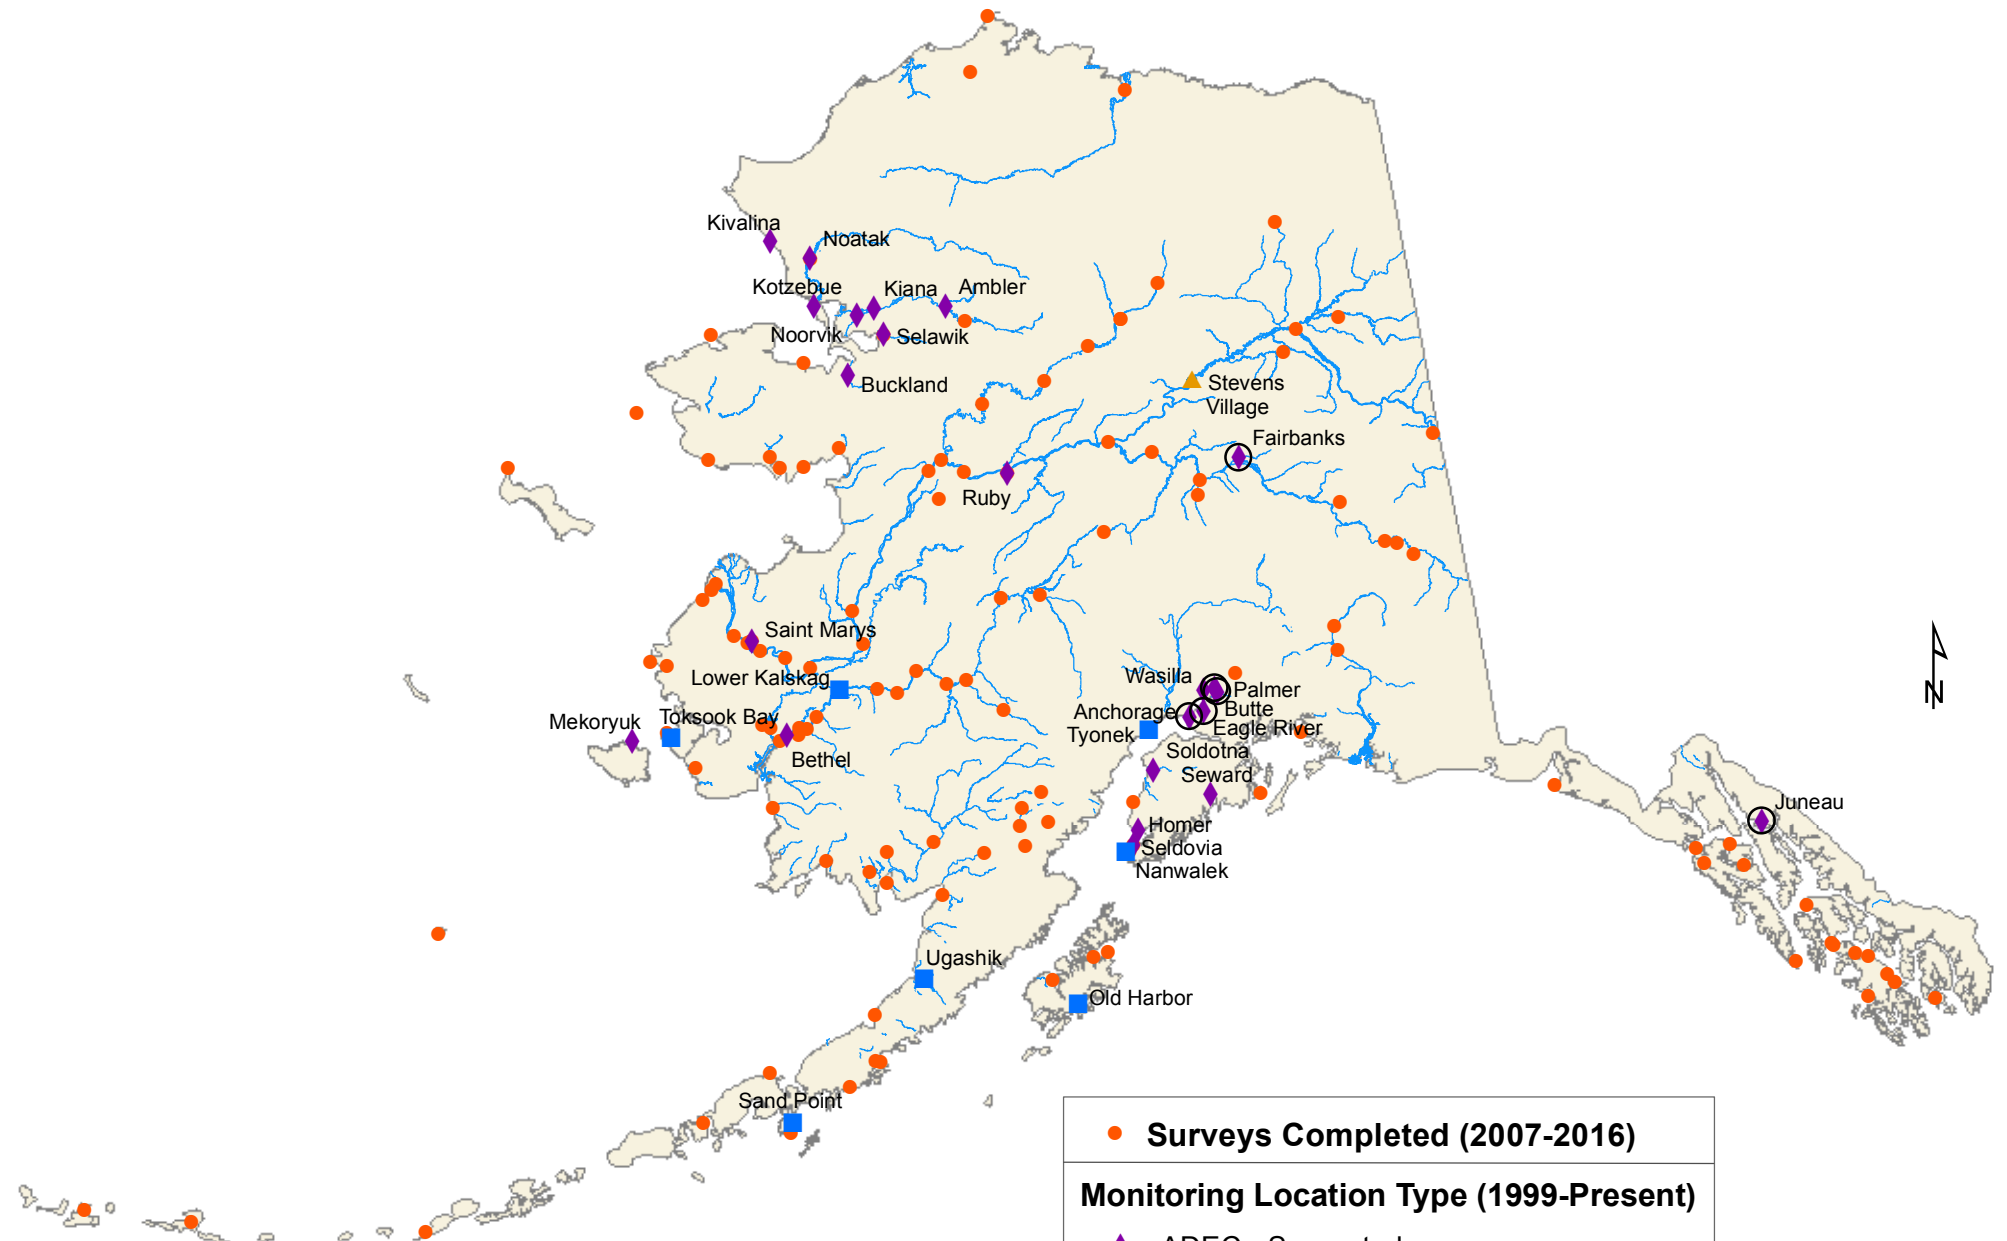 Kivalina
Noatak
Kotzebue
Kiana
Ambler
Noorvik
Selawik
Buckland
Stevens
Village
Fairbanks
Ruby
Saint Marys
Lower Kalskag
Wasilla
Palmer
Mekoryuk
Toksook Bay
Anchorage
Butte
Tyonek
Eagle River
Bethel
Soldotna
Seward
Juneau
Homer
Seldovia
Nanwalek
Ugashik
Old Harbor
Sand Point
N
Surveys Completed (2007-2016)
Monitoring Location Type (1999-Present)